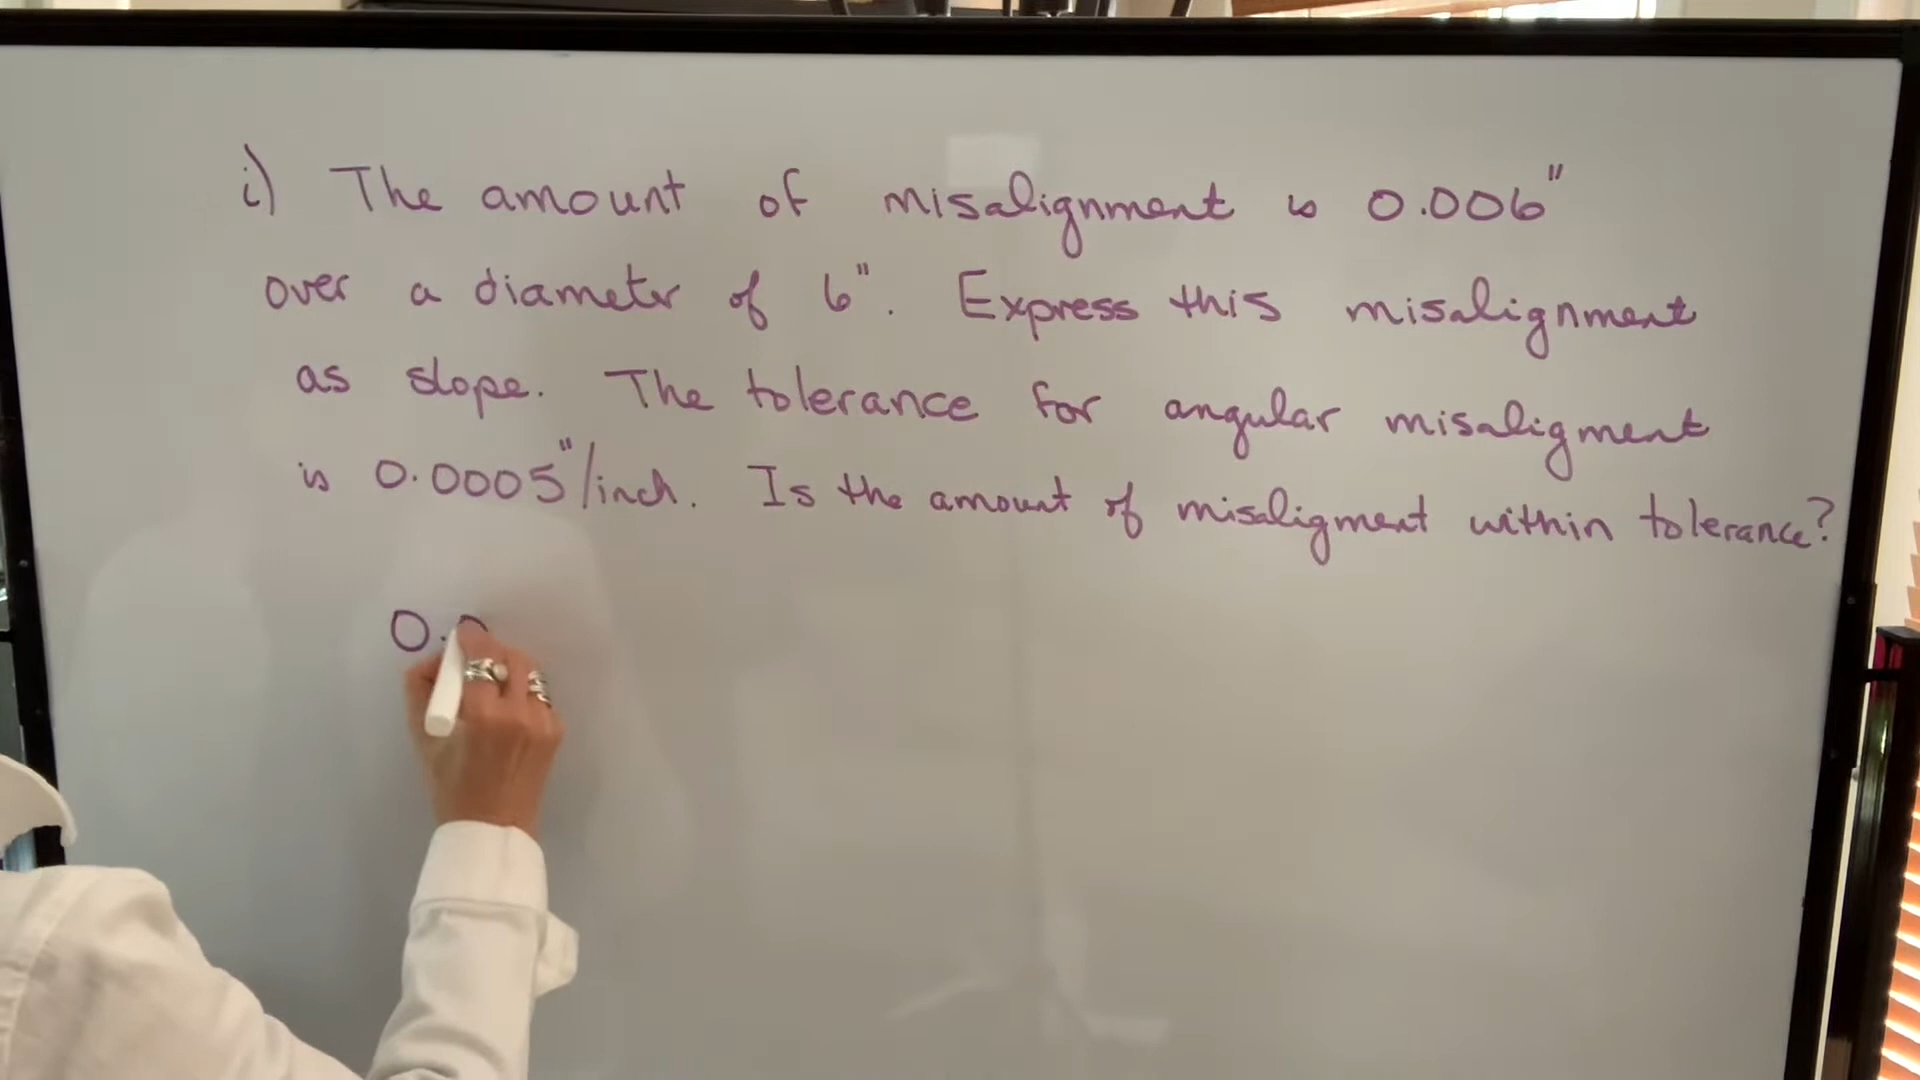 i) The amount of misalignment is 0.006"
over a diameter of 6". Express this misalignment
as slope. The tolerance for angular misaligment
is 0.0005"/inch. Is the amount of misaligment within tolerance?
0.0